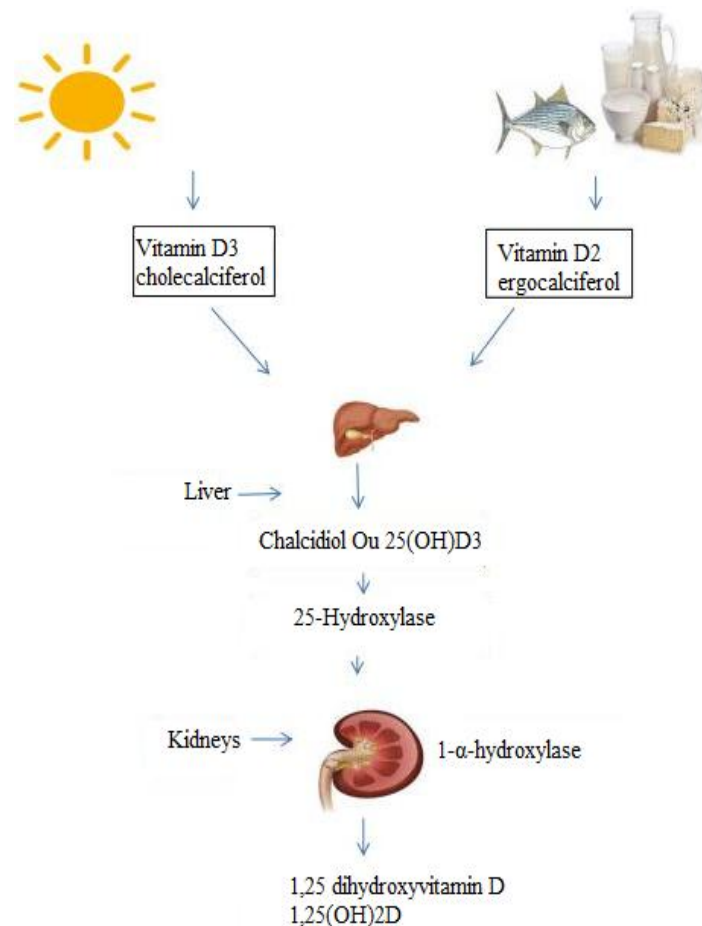 Vitamin D3
cholecalciferol
Vitamin D2
ergocalciferol
Liver
Chalcidiol Ou 25(OH)D3
25-Hydroxylase
Kidneys
1-α-hydroxylase
1,25 dihydroxyvitamin D
1,25(OH)2D